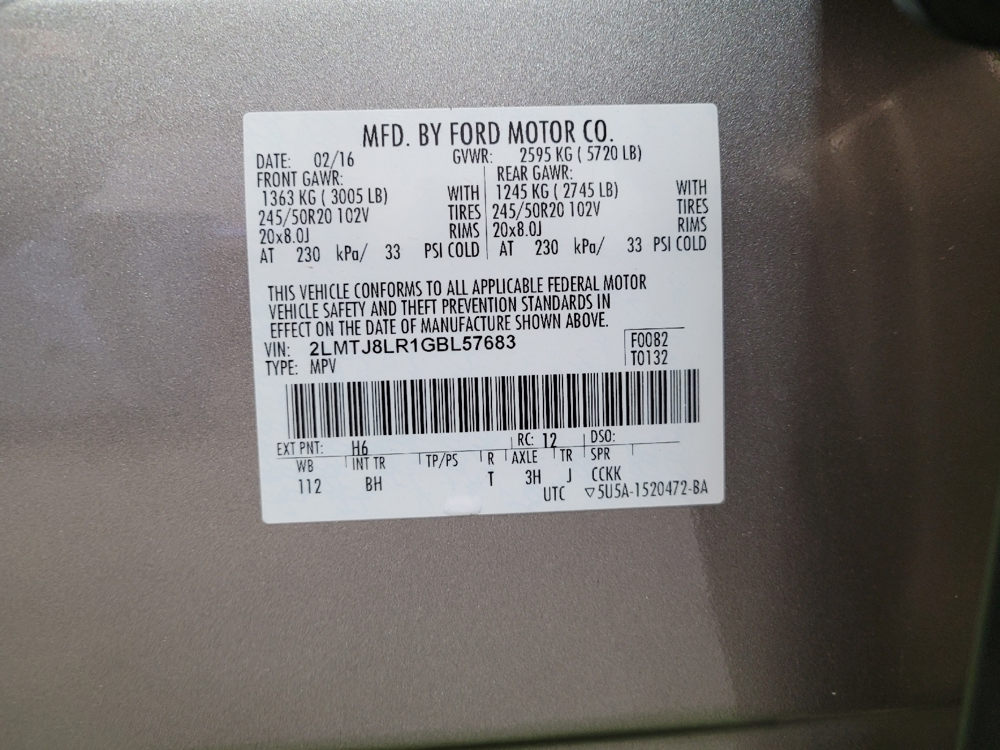 MFD. BY FORD MOTOR CO.
DATE: 02/16 GVWR: 2595 KG ( 5720 LB)
FRONT GAWR: REAR GAWR:
1363 KG ( 3005 LB) WITH 1245 KG ( 2745 LB) WITH
245/50R20 102V TIRES 245/50R20 102V TIRES
20x8.0J RIMS 20x8.0J RIMS
AT 230 kPa/ 33 PSI COLD AT 230 kPa/ 33 PSI COLD
THIS VEHICLE CONFORMS TO ALL APPLICABLE FEDERAL MOTOR
VEHICLE SAFETY AND THEFT PREVENTION STANDARDS IN
EFFECT ON THE DATE OF MANUFACTURE SHOWN ABOVE.
VIN: 2LMTJ8LR1GBL57683 F0082
TYPE: MPV T0132
EXT PNT: H6 RC: 12 DSO:
WB INT TR TP/PS R AXLE TR SPR
112 BH T 3H J CCKK
UTC ▽5U5A-1520472-BA